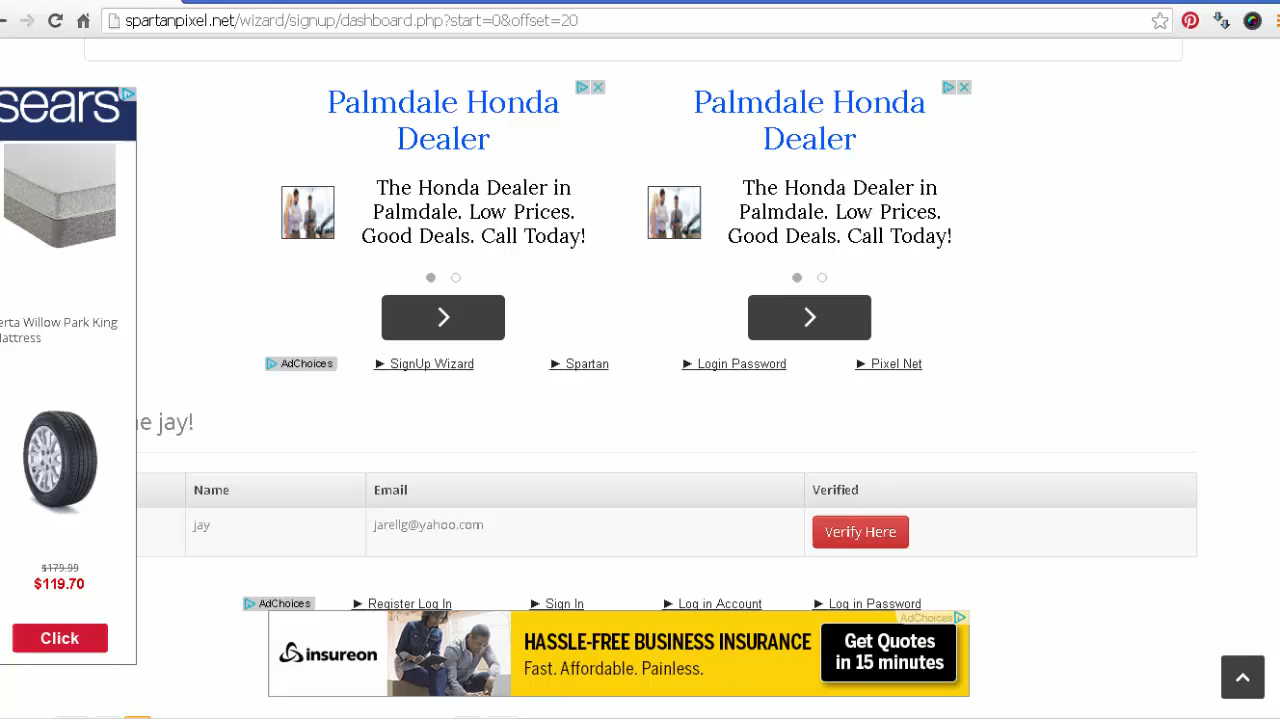 spartanpixel.net/wizard/signup/dashboard.php?start=0&offset=20
sears
erta Willow Park King
Mattress
$179.99
$119.70
Click
Palmdale Honda
Dealer
The Honda Dealer in
Palmdale. Low Prices.
Good Deals. Call Today!
Palmdale Honda
Dealer
The Honda Dealer in
Palmdale. Low Prices.
Good Deals. Call Today!
AdChoices ► SignUp Wizard ► Spartan ► Login Password ► Pixel Net
e jay!
Name Email Verified
jay jarellg@yahoo.com Verify Here
AdChoices ► Register Log In ► Sign In ► Log in Account ► Log in Password
AdChoices
insureon
HASSLE-FREE BUSINESS INSURANCE
Fast. Affordable. Painless.
Get Quotes
in 15 minutes